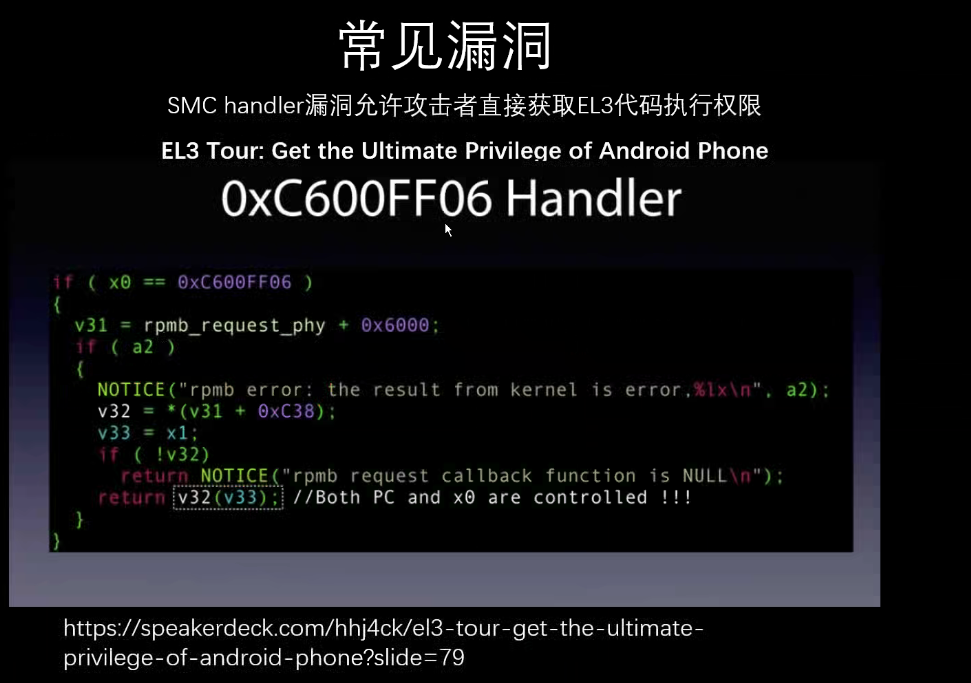 常见漏洞
SMC handler漏洞允许攻击者直接获取EL3代码执行权限
EL3 Tour: Get the Ultimate Privilege of Android Phone
0xC600FF06 Handler
if ( x0 == 0xC600FF06 )
{
v31 = rpmb_request_phy + 0x6000;
if ( a2 )
{
NOTICE("rpmb error: the result from kernel is error,%lx\n", a2);
v32 = *(v31 + 0xC38);
v33 = x1;
if ( !v32)
return NOTICE("rpmb request callback function is NULL\n");
return v32(v33); //Both PC and x0 are controlled !!!
}
}
https://speakerdeck.com/hhj4ck/el3-tour-get-the-ultimate-
privilege-of-android-phone?slide=79